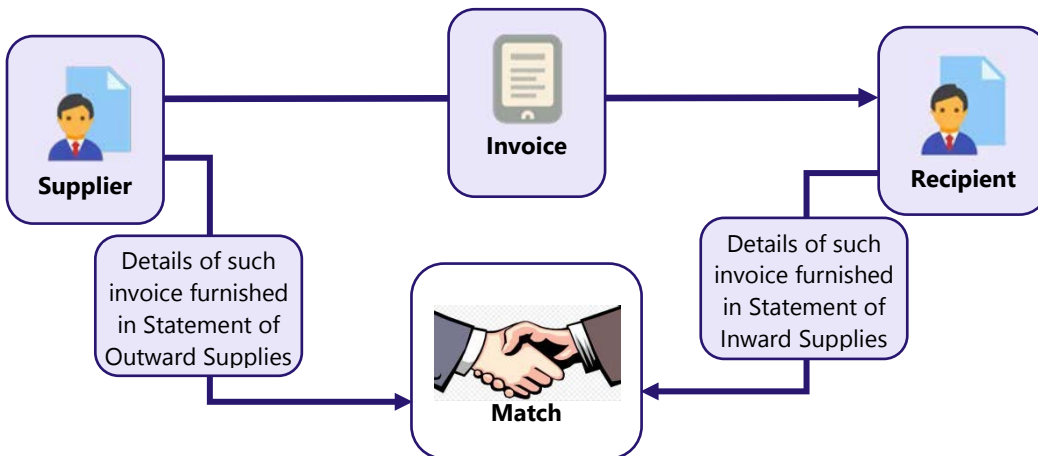 Invoice
Supplier
Recipient
Details of such
invoice furnished
in Statement of
Outward Supplies
Details of such
invoice furnished
in Statement of
Inward Supplies
Match